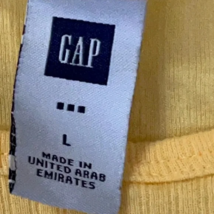 GAP
L
MADE IN
UNITED ARAB
EMIRATES